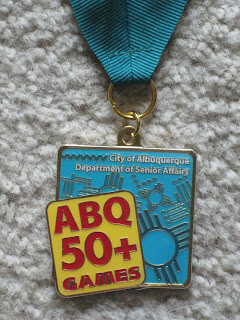 City of Albuquerque
Department of Senior Affairs
ABQ
50+
GAMES